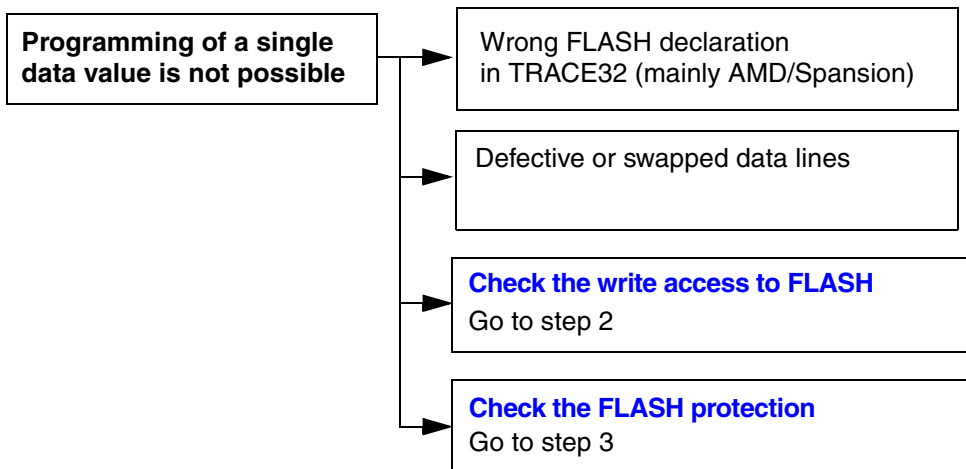 Programming of a single
data value is not possible
Wrong FLASH declaration
in TRACE32 (mainly AMD/Spansion)
Defective or swapped data lines
Check the write access to FLASH
Go to step 2
Check the FLASH protection
Go to step 3